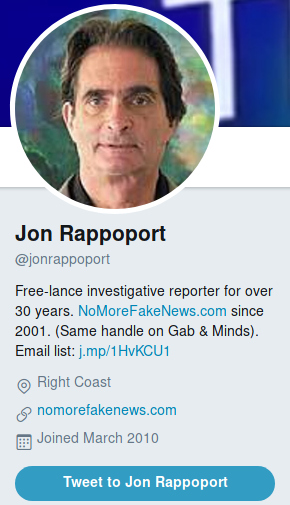 Jon Rappoport
@jonrappoport
Free-lance investigative reporter for over
30 years. NoMoreFakeNews.com since
2001. (Same handle on Gab & Minds).
Email list: j.mp/1HvKCU1
Right Coast
nomorefakenews.com
Joined March 2010
Tweet to Jon Rappoport